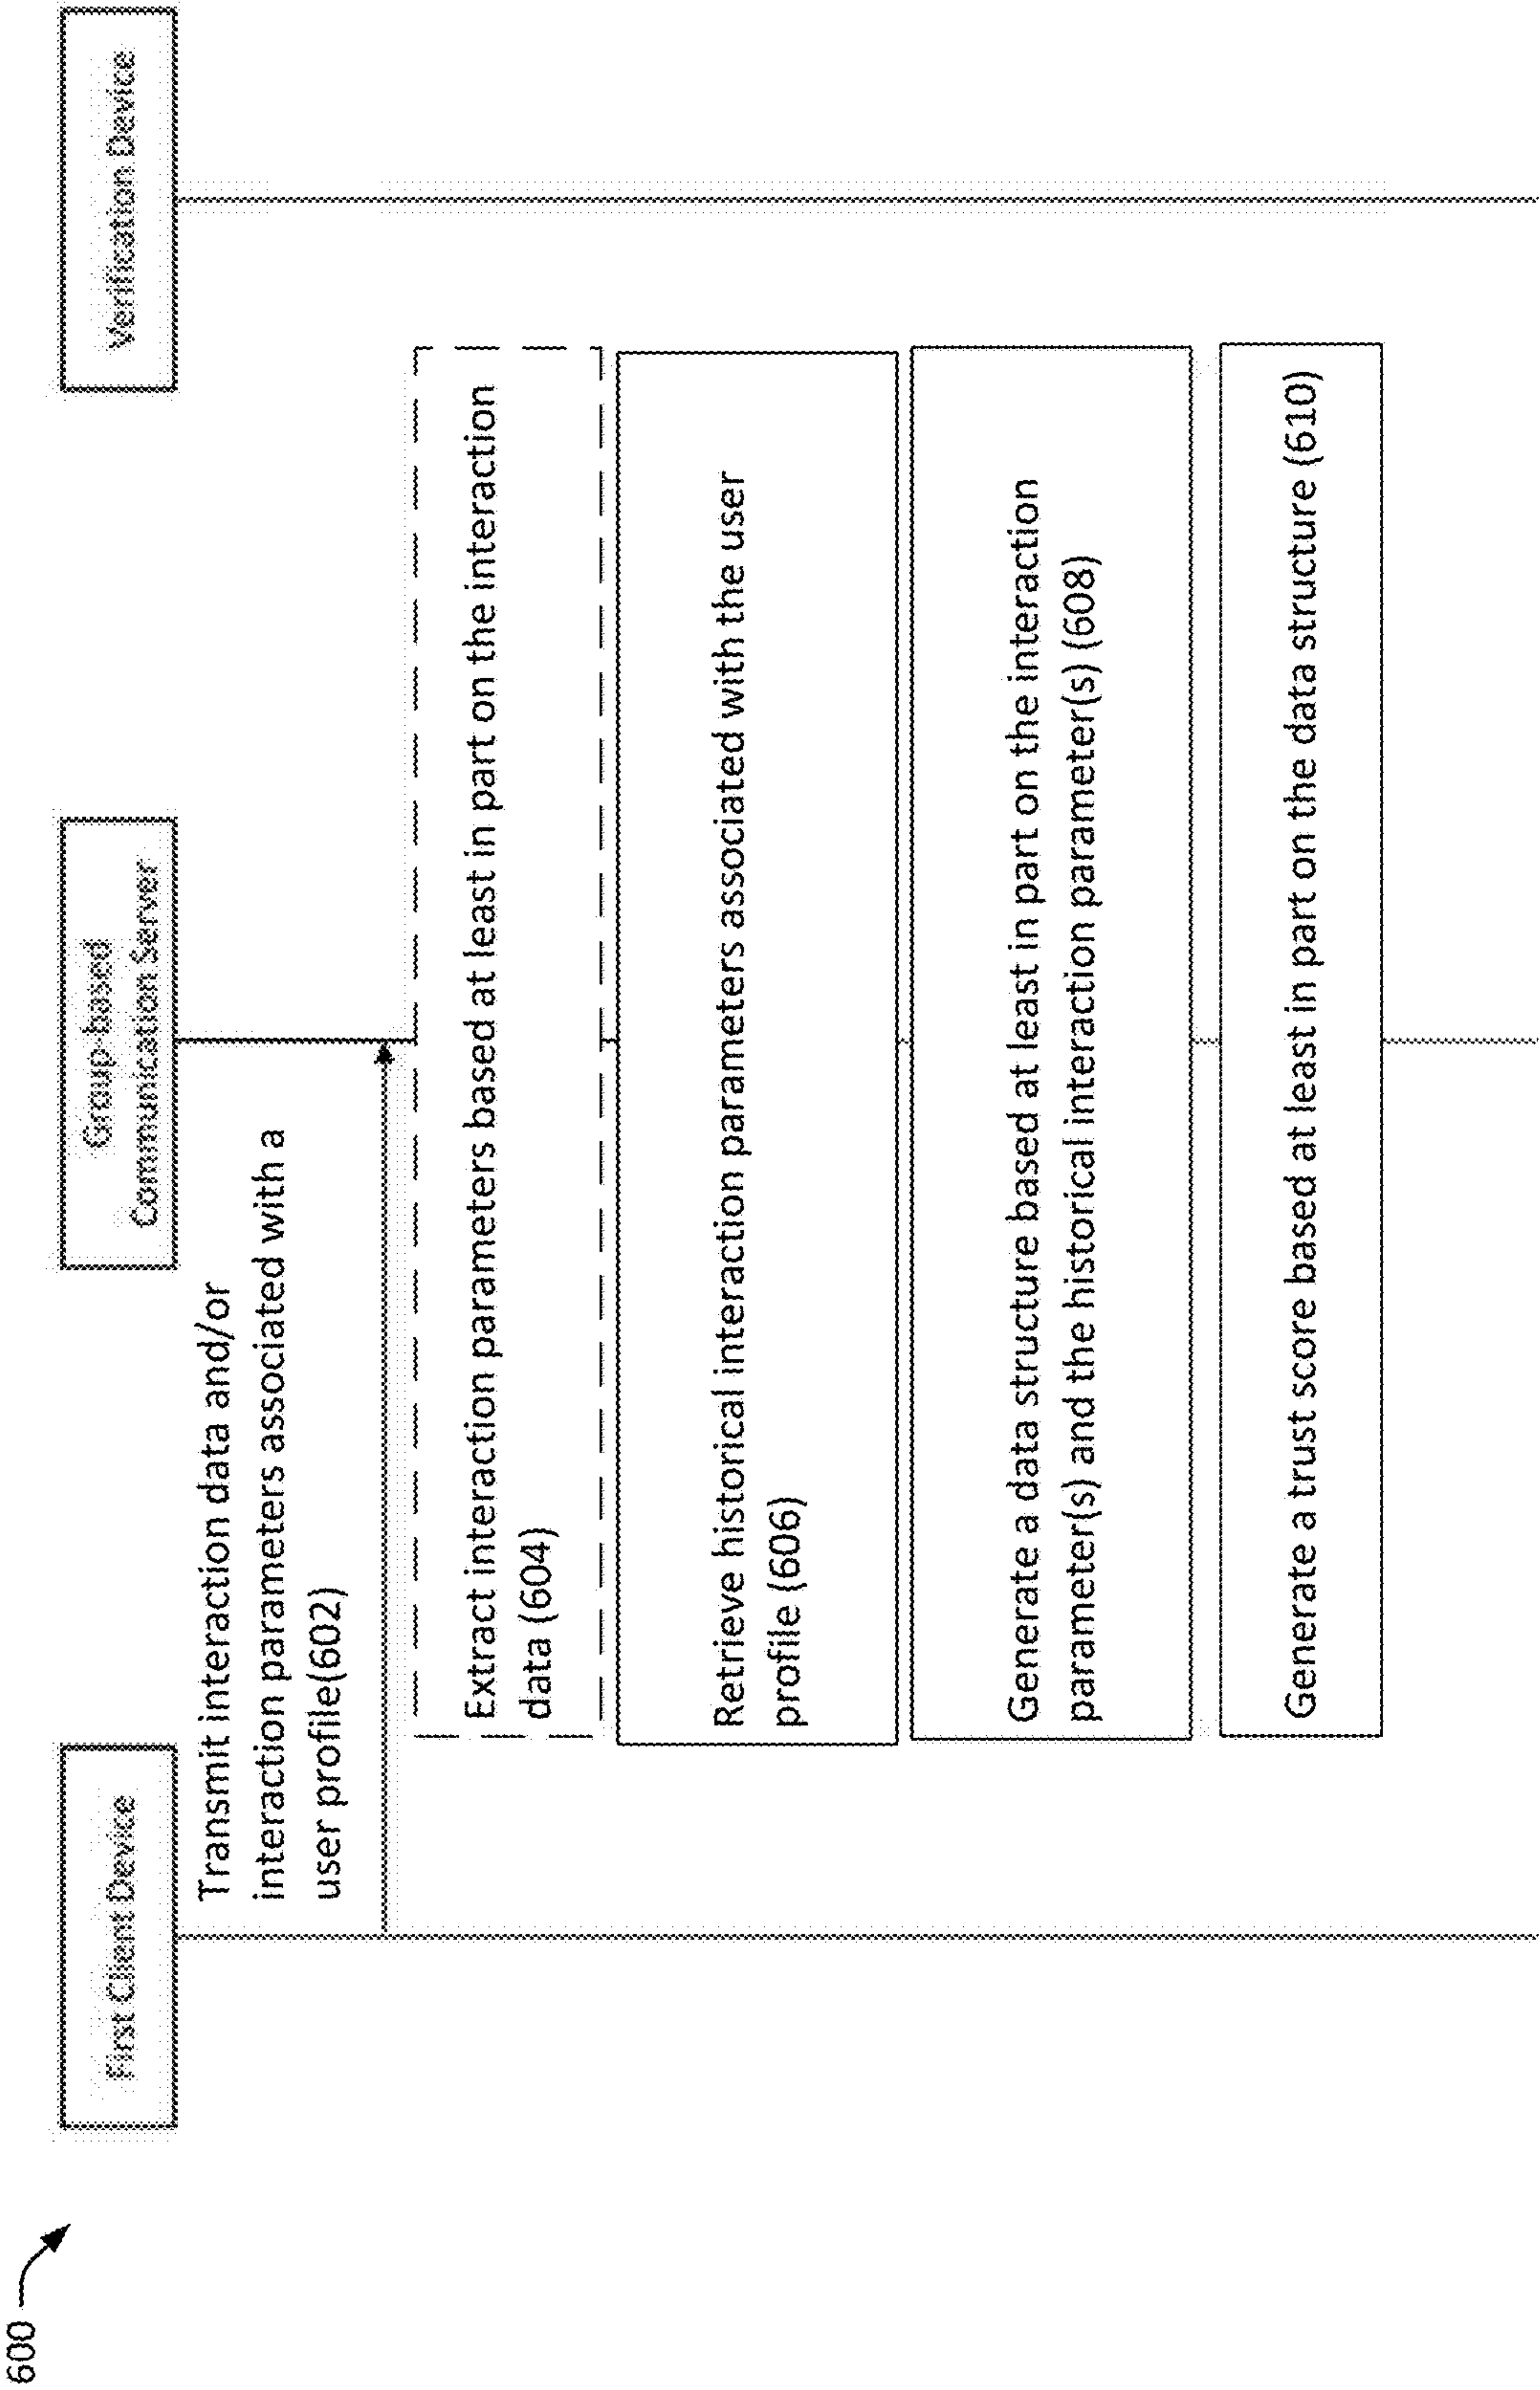 600
First Client Device
Group-based
Communication Server
Verification Device
Transmit interaction data and/or
interaction parameters associated with a
user profile(602)
Extract interaction parameters based at least in part on the interaction
data (604)
Retrieve historical interaction parameters associated with the user
profile (606)
Generate a data structure based at least in part on the interaction
parameter(s) and the historical interaction parameter(s) (608)
Generate a trust score based at least in part on the data structure (610)